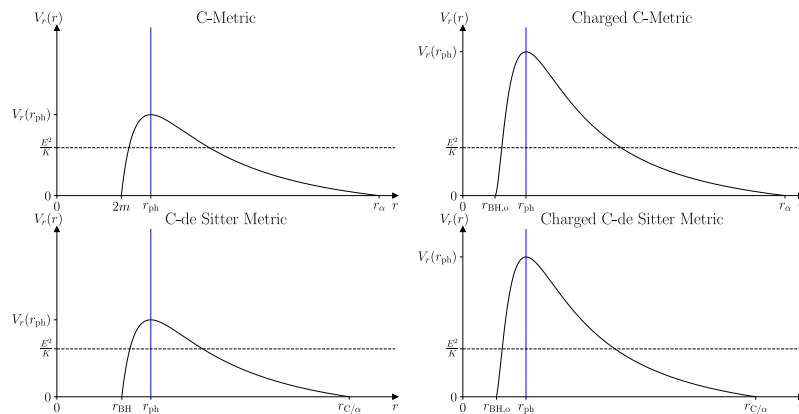 V_r(r) C-Metric
V_r(r_ph)
E²/K
0
0 2m r_ph r_α r
V_r(r) Charged C-Metric
V_r(r_ph)
E²/K
0
0 r_BH,o r_ph r_α
V_r(r) C-de Sitter Metric
V_r(r_ph)
E²/K
0
0 r_BH r_ph r_C/α r
V_r(r) Charged C-de Sitter Metric
V_r(r_ph)
E²/K
0
0 r_BH,o r_ph r_C/α